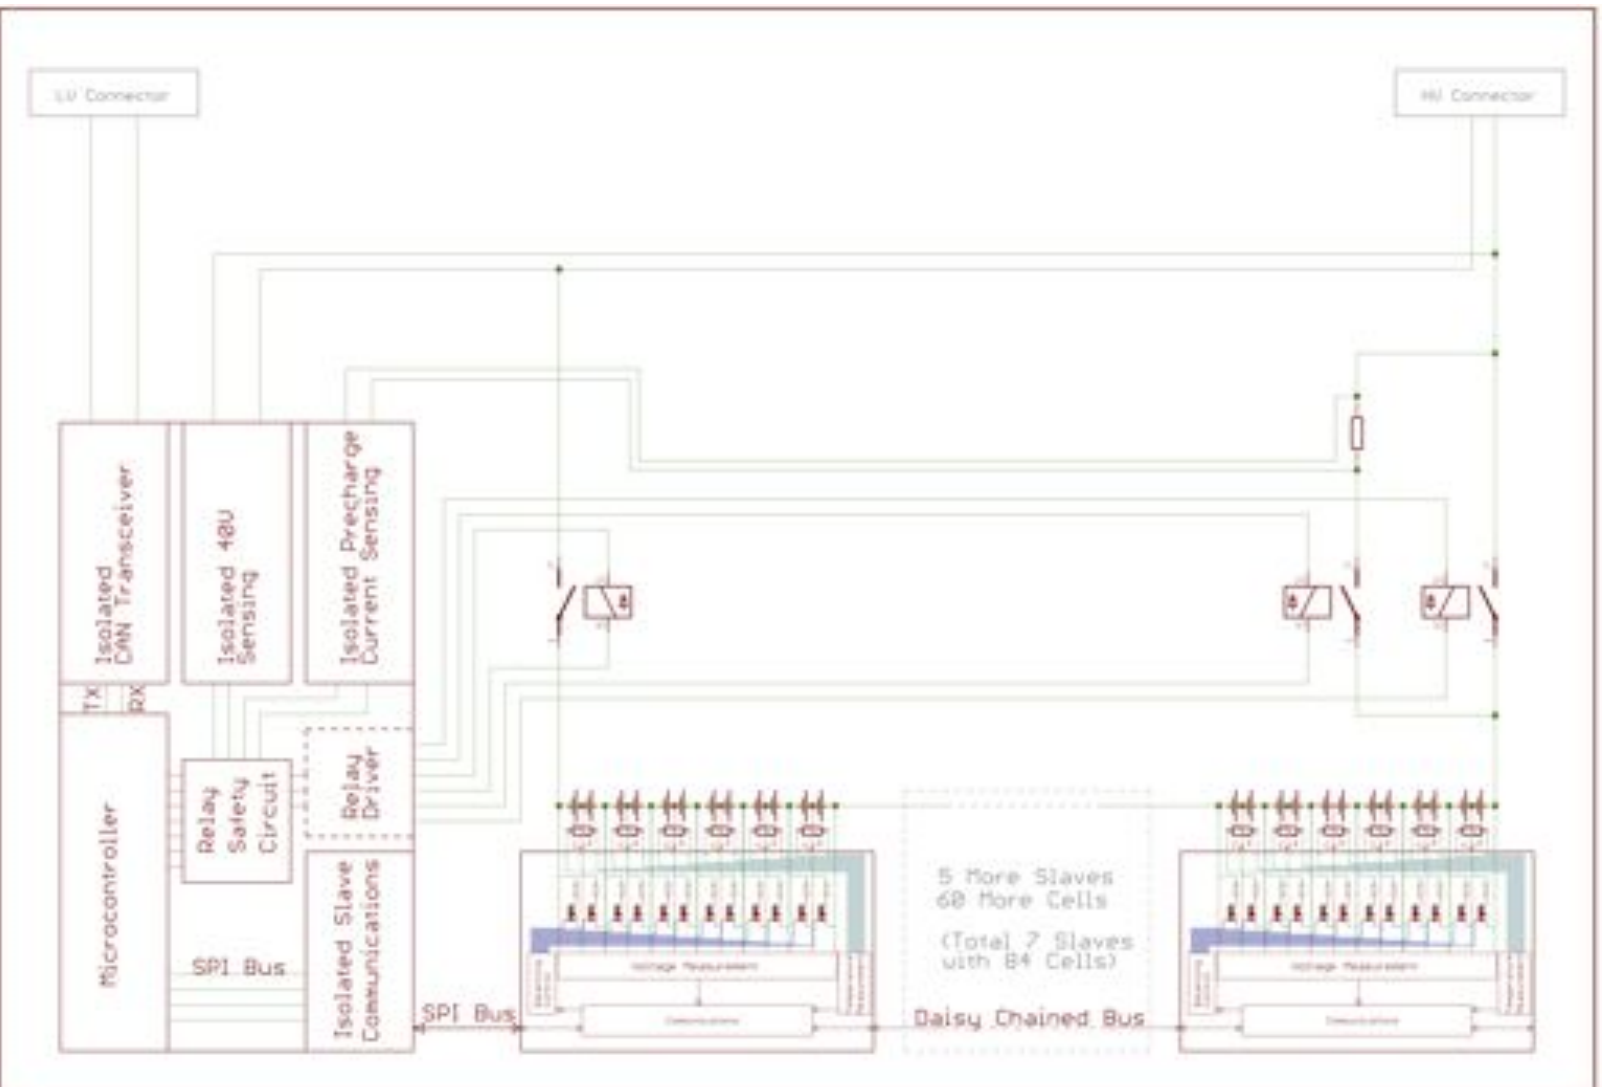 LV Connector
HV Connector
Isolated
CAN Transceiver
Isolated 40V
Sensing
Isolated Precharge
Current Sensing
TX
RX
Microcontroller
Relay
Safety
Circuit
Relay
Driver
Isolated Slave
Communications
SPI Bus
SPI Bus
5 More Slaves
60 More Cells
(Total 7 Slaves
with 84 Cells)
Daisy Chained Bus
Voltage Measurement
Communications
Voltage Measurement
Communications